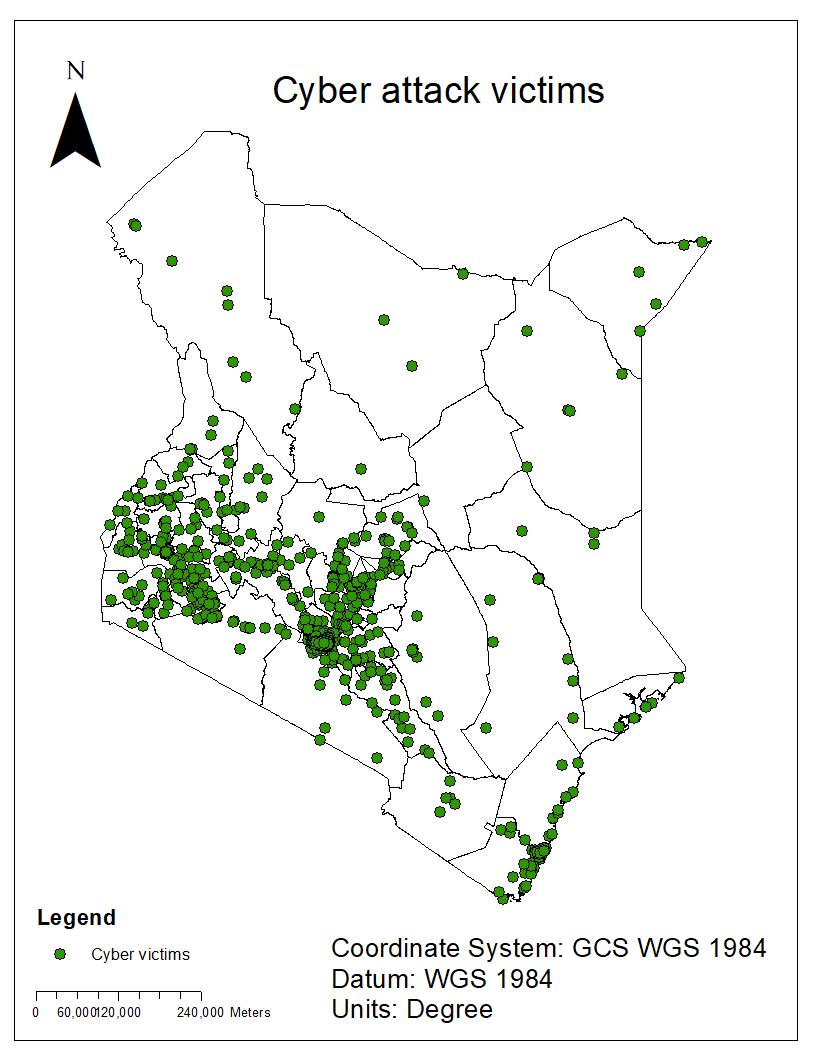 N
Cyber attack victims
Legend
Cyber victims
0 60,000120,000 240,000 Meters
Coordinate System: GCS WGS 1984
Datum: WGS 1984
Units: Degree